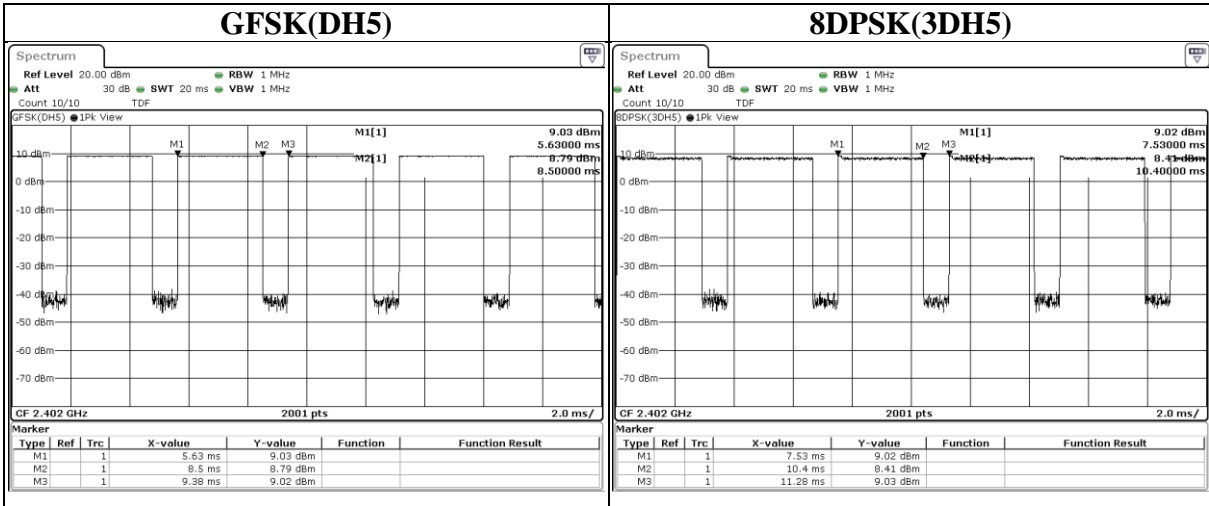 GFSK(DH5)
Spectrum
Ref Level 20.00 dBm RBW 1 MHz
Att 30 dB SWT 20 ms VBW 1 MHz
Count 10/10 TDF
GFSK(DH5) 1Pk View
M1[1] 9.03 dBm
5.63000 ms
M2[1] 8.79 dBm
8.50000 ms
M1 M2 M3
10 dBm
0 dBm
-10 dBm
-20 dBm
-30 dBm
-40 dBm
-50 dBm
-60 dBm
-70 dBm
CF 2.402 GHz 2001 pts 2.0 ms/
Marker
Type Ref Trc X-value Y-value Function Function Result
M1 1 5.63 ms 9.03 dBm
M2 1 8.5 ms 8.79 dBm
M3 1 9.38 ms 9.02 dBm
8DPSK(3DH5)
Spectrum
Ref Level 20.00 dBm RBW 1 MHz
Att 30 dB SWT 20 ms VBW 1 MHz
Count 10/10 TDF
8DPSK(3DH5) 1Pk View
M1[1] 9.02 dBm
7.53000 ms
M2[1] 8.41 dBm
10.40000 ms
M1 M2 M3
10 dBm
0 dBm
-10 dBm
-20 dBm
-30 dBm
-40 dBm
-50 dBm
-60 dBm
-70 dBm
CF 2.402 GHz 2001 pts 2.0 ms/
Marker
Type Ref Trc X-value Y-value Function Function Result
M1 1 7.53 ms 9.02 dBm
M2 1 10.4 ms 8.41 dBm
M3 1 11.28 ms 9.03 dBm